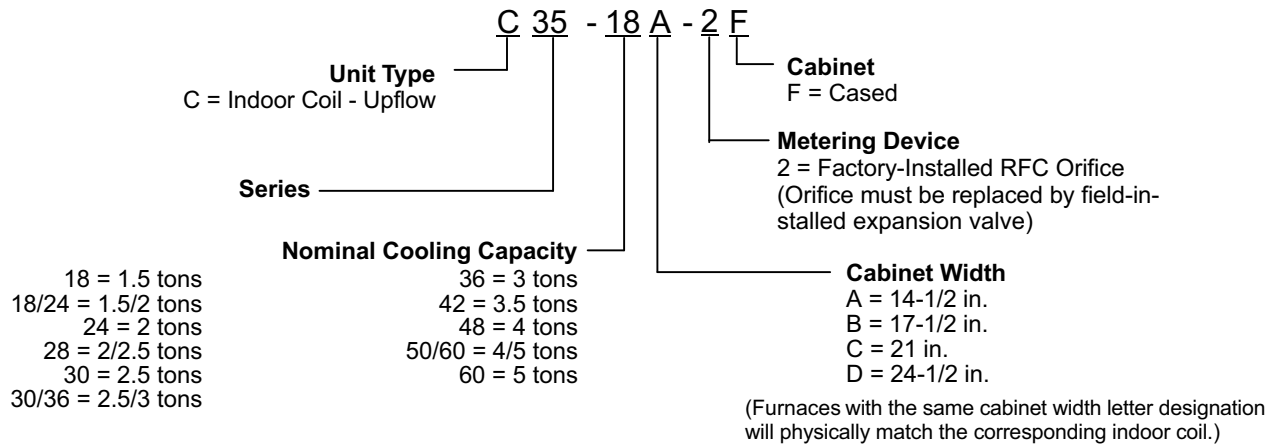 C 35 - 18 A - 2 F
Unit Type
C = Indoor Coil - Upflow
Series
Nominal Cooling Capacity
18 = 1.5 tons
18/24 = 1.5/2 tons
24 = 2 tons
28 = 2/2.5 tons
30 = 2.5 tons
30/36 = 2.5/3 tons
36 = 3 tons
42 = 3.5 tons
48 = 4 tons
50/60 = 4/5 tons
60 = 5 tons
Cabinet
F = Cased
Metering Device
2 = Factory-Installed RFC Orifice
(Orifice must be replaced by field-in-
stalled expansion valve)
Cabinet Width
A = 14-1/2 in.
B = 17-1/2 in.
C = 21 in.
D = 24-1/2 in.
(Furnaces with the same cabinet width letter designation
will physically match the corresponding indoor coil.)